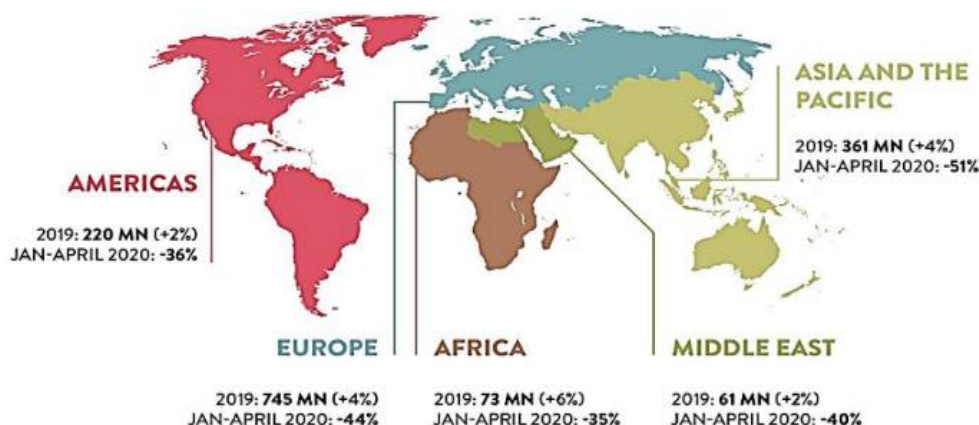 ASIA AND THE
PACIFIC
2019: 361 MN (+4%)
JAN-APRIL 2020: -51%
AMERICAS
2019: 220 MN (+2%)
JAN-APRIL 2020: -36%
EUROPE
2019: 745 MN (+4%)
JAN-APRIL 2020: -44%
AFRICA
2019: 73 MN (+6%)
JAN-APRIL 2020: -35%
MIDDLE EAST
2019: 61 MN (+2%)
JAN-APRIL 2020: -40%